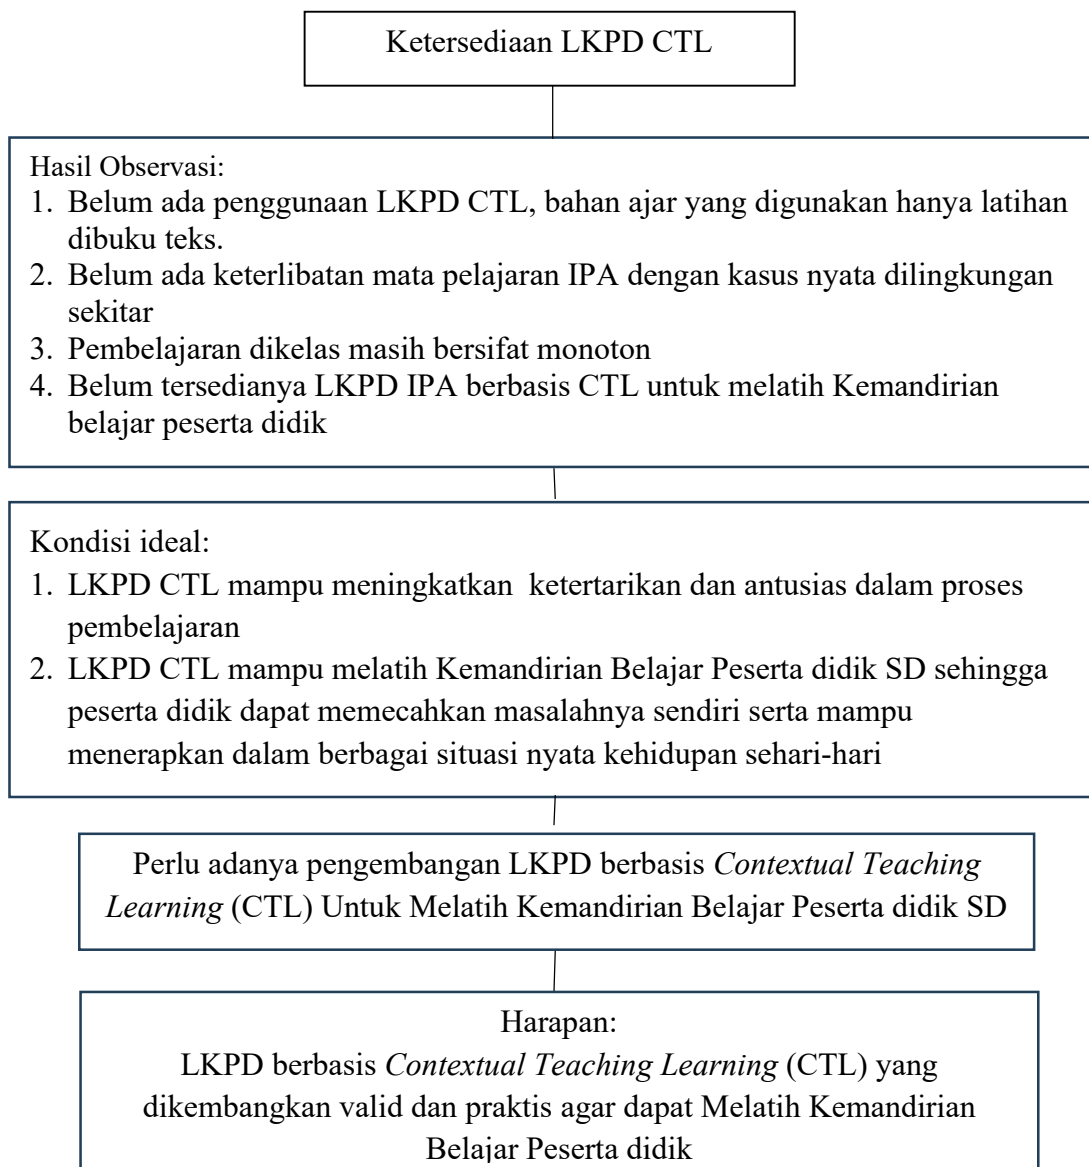 Ketersediaan LKPD CTL
Hasil Observasi:
1. Belum ada penggunaan LKPD CTL, bahan ajar yang digunakan hanya latihan
dibuku teks.
2. Belum ada keterlibatan mata pelajaran IPA dengan kasus nyata dilingkungan
sekitar
3. Pembelajaran dikelas masih bersifat monoton
4. Belum tersedianya LKPD IPA berbasis CTL untuk melatih Kemandirian
belajar peserta didik
Kondisi ideal:
1. LKPD CTL mampu meningkatkan ketertarikan dan antusias dalam proses
pembelajaran
2. LKPD CTL mampu melatih Kemandirian Belajar Peserta didik SD sehingga
peserta didik dapat memecahkan masalahnya sendiri serta mampu
menerapkan dalam berbagai situasi nyata kehidupan sehari-hari
Perlu adanya pengembangan LKPD berbasis Contextual Teaching
Learning (CTL) Untuk Melatih Kemandirian Belajar Peserta didik SD
Harapan:
LKPD berbasis Contextual Teaching Learning (CTL) yang
dikembangkan valid dan praktis agar dapat Melatih Kemandirian
Belajar Peserta didik